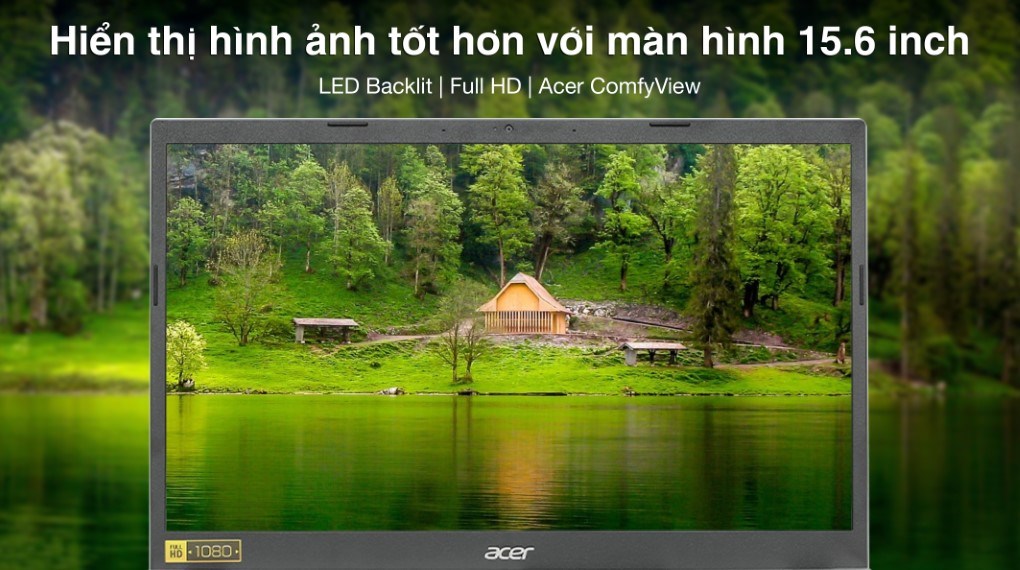 Hiển thị hình ảnh tốt hơn với màn hình 15.6 inch
LED Backlit | Full HD | Acer ComfyView
FULL HD • 1080 •
acer